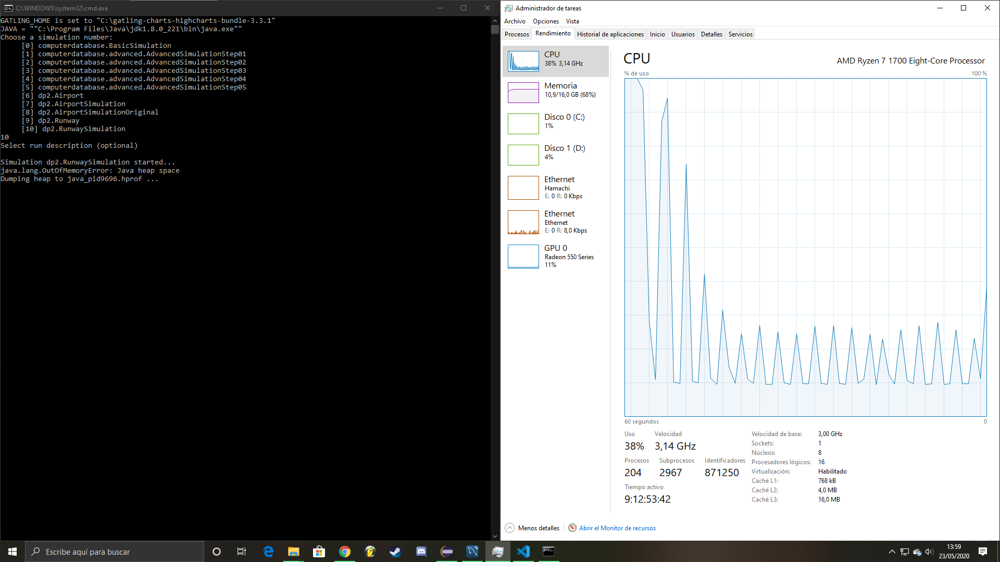 C:\WINDOWS\system32\cmd.exe
GATLING_HOME is set to "C:\gatling-charts-highcharts-bundle-3.3.1"
JAVA = ""C:\Program Files\Java\jdk1.8.0_221\bin\java.exe""
Choose a simulation number:
[0] computerdatabase.BasicSimulation
[1] computerdatabase.advanced.AdvancedSimulationStep01
[2] computerdatabase.advanced.AdvancedSimulationStep02
[3] computerdatabase.advanced.AdvancedSimulationStep03
[4] computerdatabase.advanced.AdvancedSimulationStep04
[5] computerdatabase.advanced.AdvancedSimulationStep05
[6] dp2.Airport
[7] dp2.AirportSimulation
[8] dp2.AirportSimulationOriginal
[9] dp2.Runway
[10] dp2.RunwaySimulation
10
Select run description (optional)
Simulation dp2.RunwaySimulation started...
java.lang.OutOfMemoryError: Java heap space
Dumping heap to java_pid9696.hprof ...
Administrador de tareas
Archivo Opciones Vista
Procesos Rendimiento Historial de aplicaciones Inicio Usuarios Detalles Servicios
CPU
38% 3,14 GHz
Memoria
10,9/16,0 GB (68%)
Disco 0 (C:)
1%
Disco 1 (D:)
4%
Ethernet
Hamachi
E: 0 R: 0 Kbps
Ethernet
Ethernet
E: 0 R: 8,0 Kbps
GPU 0
Radeon 550 Series
11%
CPU AMD Ryzen 7 1700 Eight-Core Processor
% de uso 100 %
60 segundos 0
Uso Velocidad
38% 3,14 GHz
Procesos Subprocesos Identificadores
204 2967 871250
Tiempo activo
9:12:53:42
Velocidad de base: 3,00 GHz
Sockets: 1
Núcleos: 8
Procesadores lógicos: 16
Virtualización: Habilitado
Caché L1: 768 kB
Caché L2: 4,0 MB
Caché L3: 16,0 MB
Menos detalles Abrir el Monitor de recursos
Escribe aquí para buscar
13:59
23/05/2020